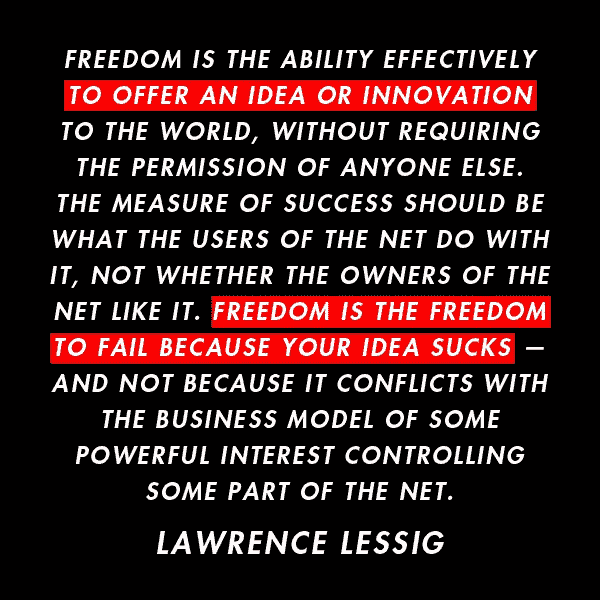 FREEDOM IS THE ABILITY EFFECTIVELY
TO OFFER AN IDEA OR INNOVATION
TO THE WORLD, WITHOUT REQUIRING
THE PERMISSION OF ANYONE ELSE.
THE MEASURE OF SUCCESS SHOULD BE
WHAT THE USERS OF THE NET DO WITH
IT, NOT WHETHER THE OWNERS OF THE
NET LIKE IT. FREEDOM IS THE FREEDOM
TO FAIL BECAUSE YOUR IDEA SUCKS —
AND NOT BECAUSE IT CONFLICTS WITH
THE BUSINESS MODEL OF SOME
POWERFUL INTEREST CONTROLLING
SOME PART OF THE NET.
LAWRENCE LESSIG